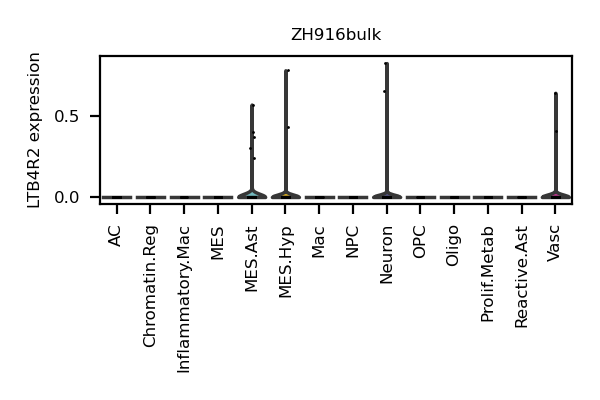 ZH916bulk
LTB4R2 expression
0.5
0.0
AC
Chromatin.Reg
Inflammatory.Mac
MES
MES.Ast
MES.Hyp
Mac
NPC
Neuron
OPC
Oligo
Prolif.Metab
Reactive.Ast
Vasc